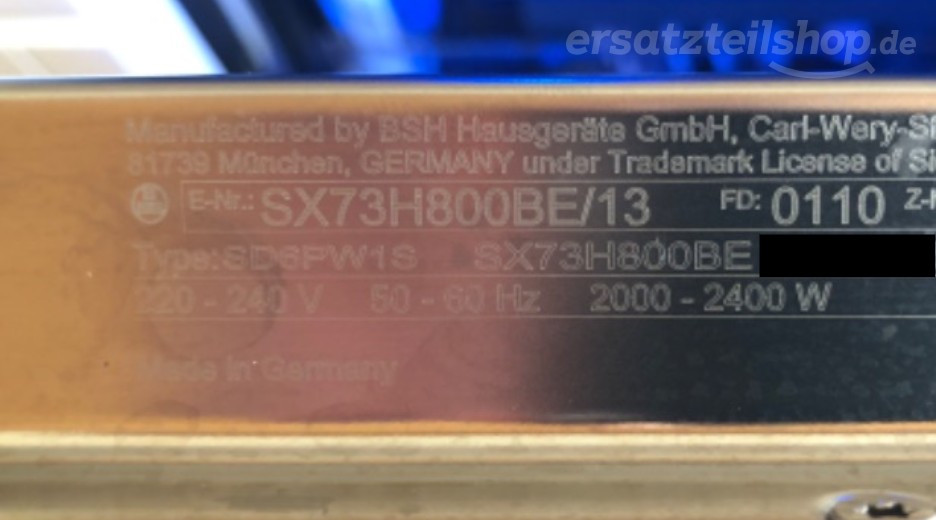 ersatzteilshop.de
Manufactured by BSH Hausgeräte GmbH, Carl-Wery-S
81739 München, GERMANY under Trademark License of Si
E-Nr.: SX73H800BE/13 FD: 0110 Z-N
Type: SD6PW1S SX73H800BE
220 - 240 V 50 - 60 Hz 2000 - 2400 W
Made in Germany